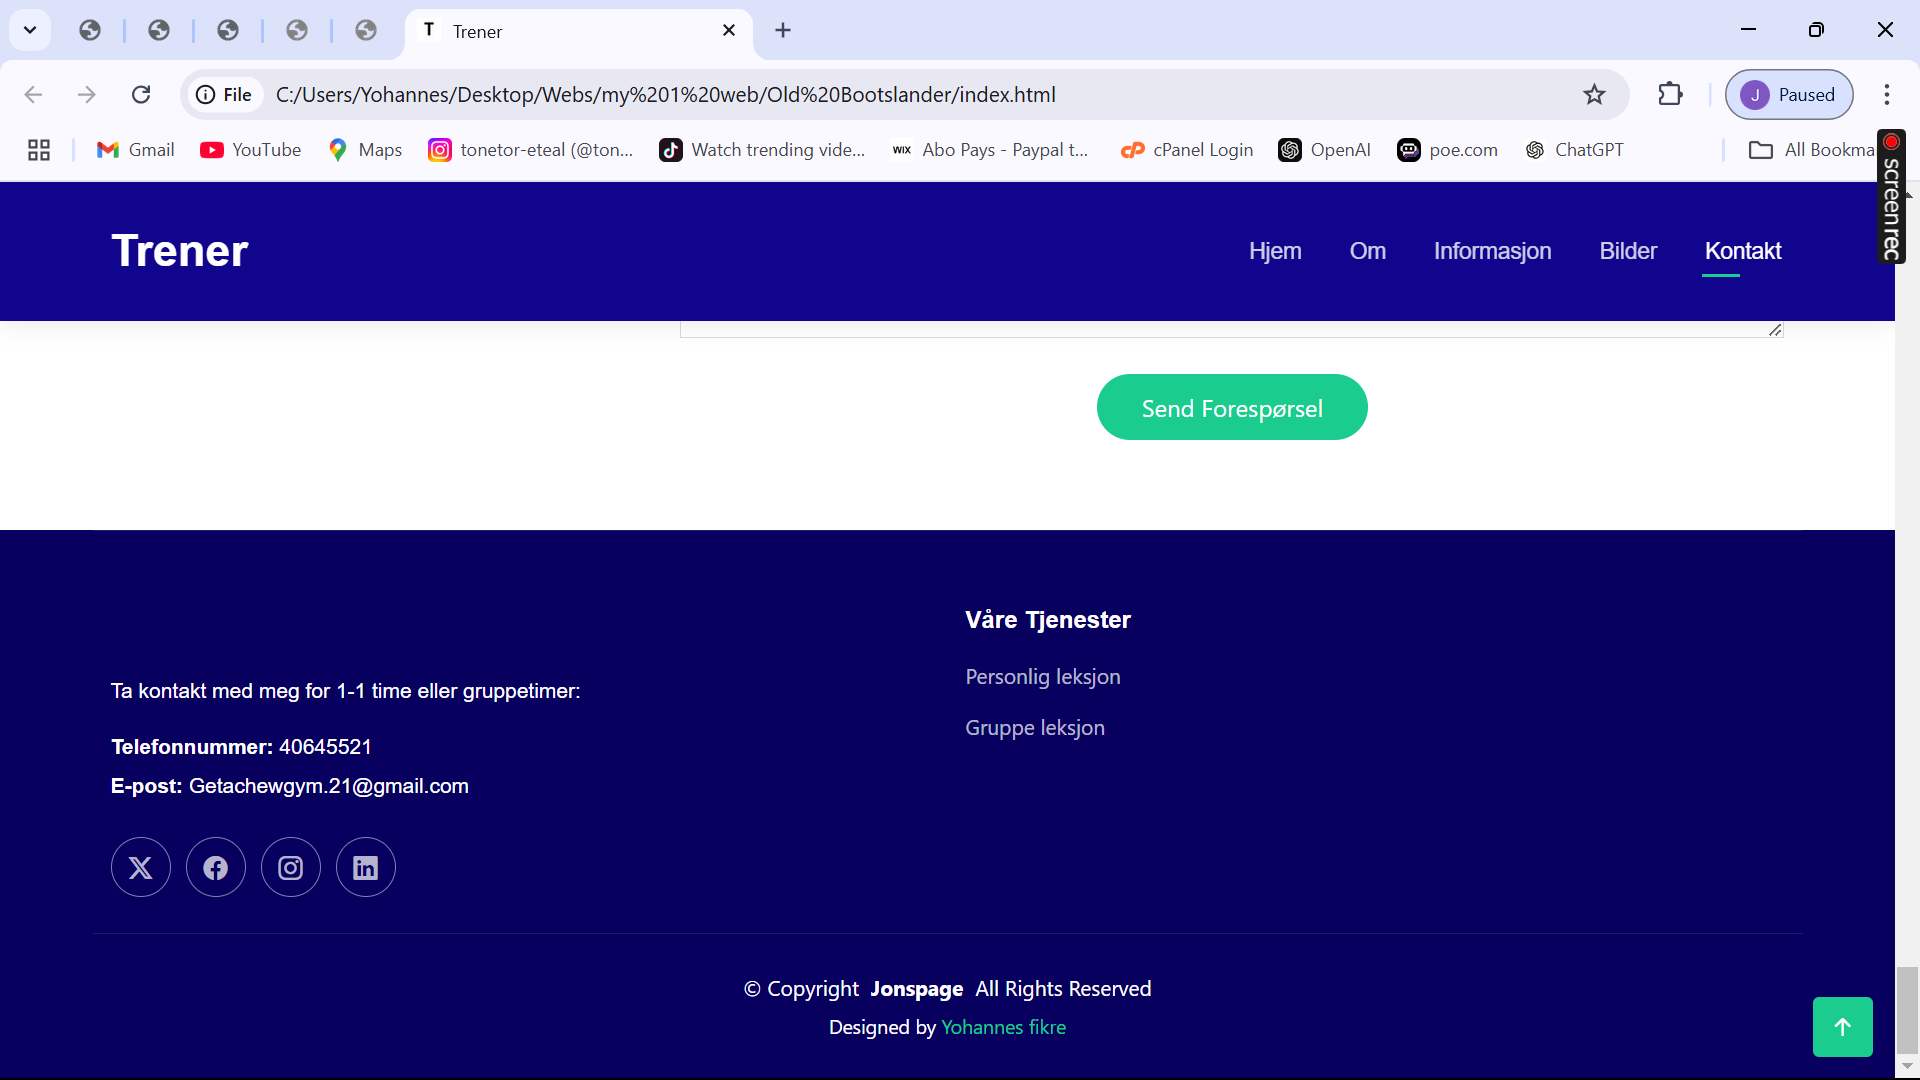 T Trener
File C:/Users/Yohannes/Desktop/Webs/my%201%20web/Old%20Bootslander/index.html J Paused
Gmail YouTube Maps tonetor-eteal (@ton... Watch trending vide... WIX Abo Pays - Paypal t... cP cPanel Login OpenAI poe.com ChatGPT All Bookma
screenrec
Trener Hjem Om Informasjon Bilder Kontakt
Send Forespørsel
Våre Tjenester
Personlig leksjon
Gruppe leksjon
Ta kontakt med meg for 1-1 time eller gruppetimer:
Telefonnummer: 40645521
E-post: Getachewgym.21@gmail.com
© Copyright Jonspage All Rights Reserved
Designed by Yohannes fikre